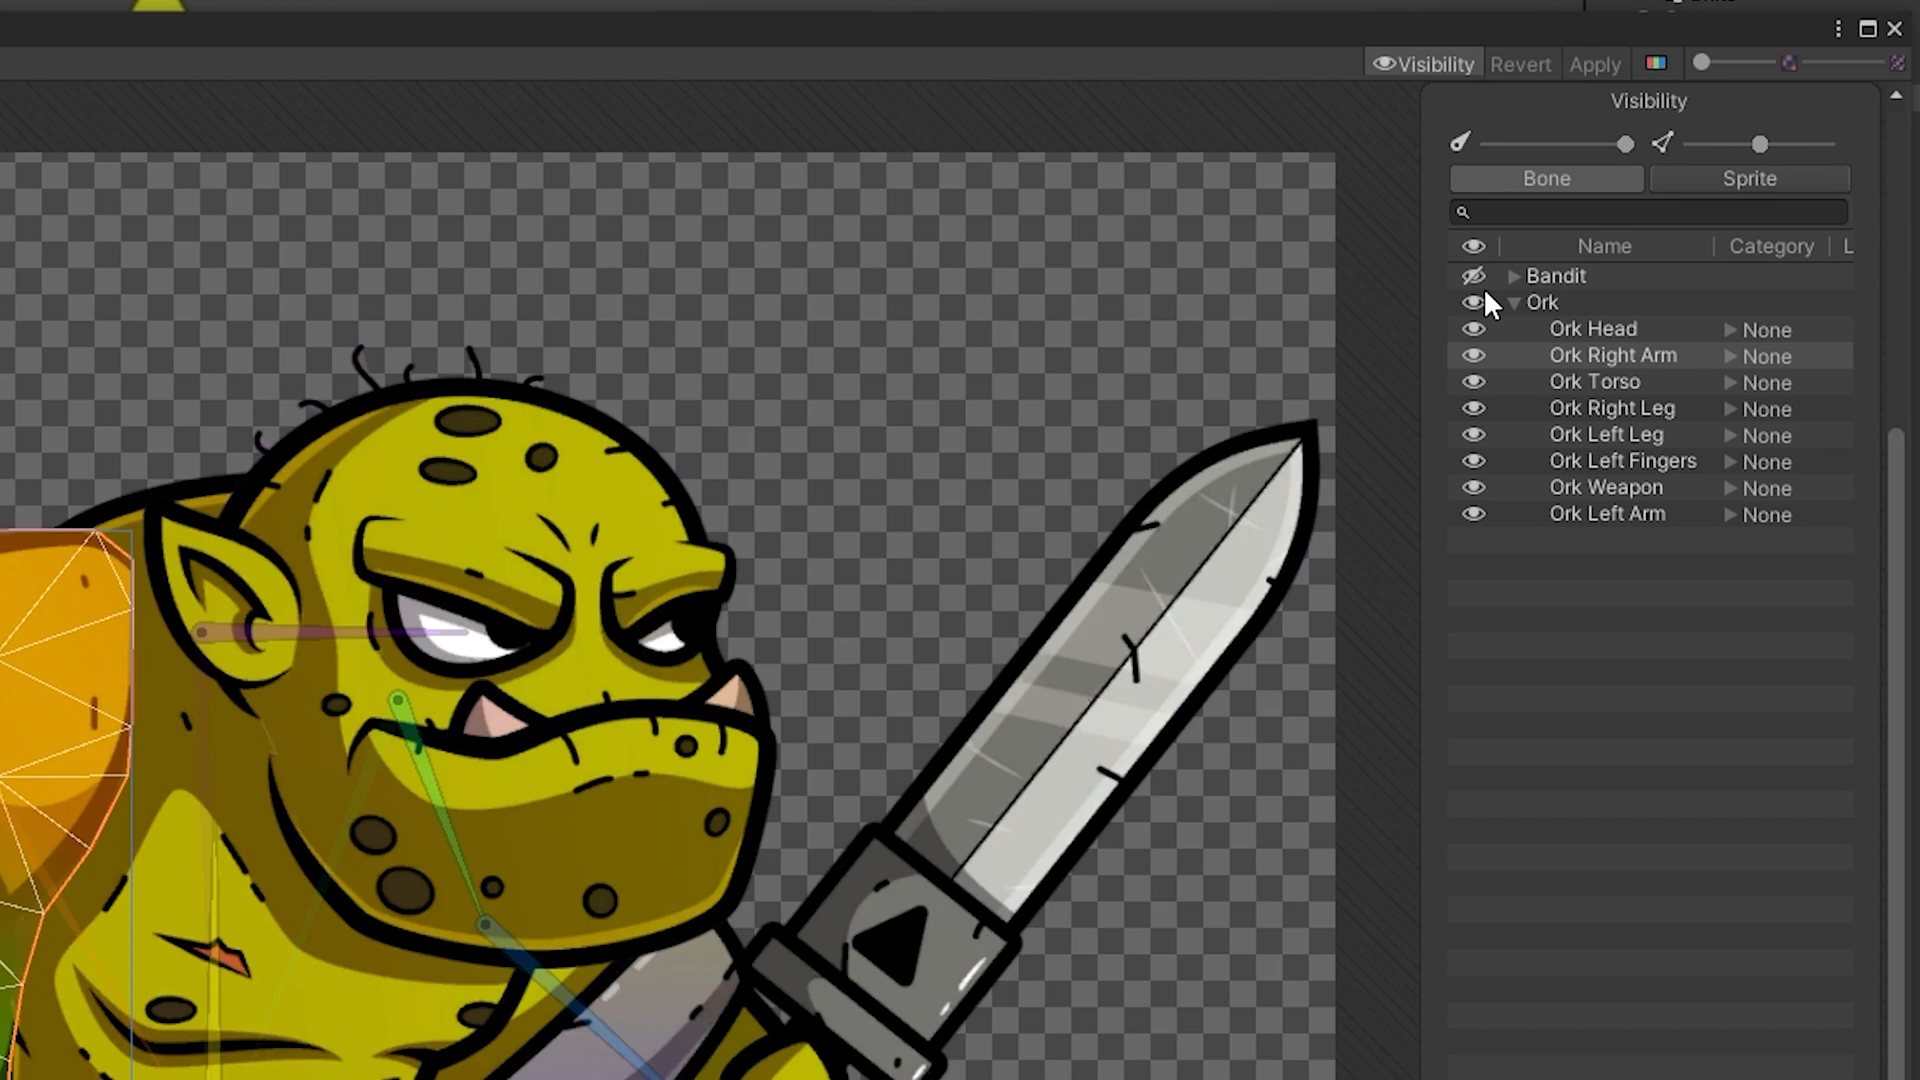 Visibility Revert Apply
Visibility
Bone Sprite
Name Category L
Bandit
Ork
Ork Head None
Ork Right Arm None
Ork Torso None
Ork Right Leg None
Ork Left Leg None
Ork Left Fingers None
Ork Weapon None
Ork Left Arm None